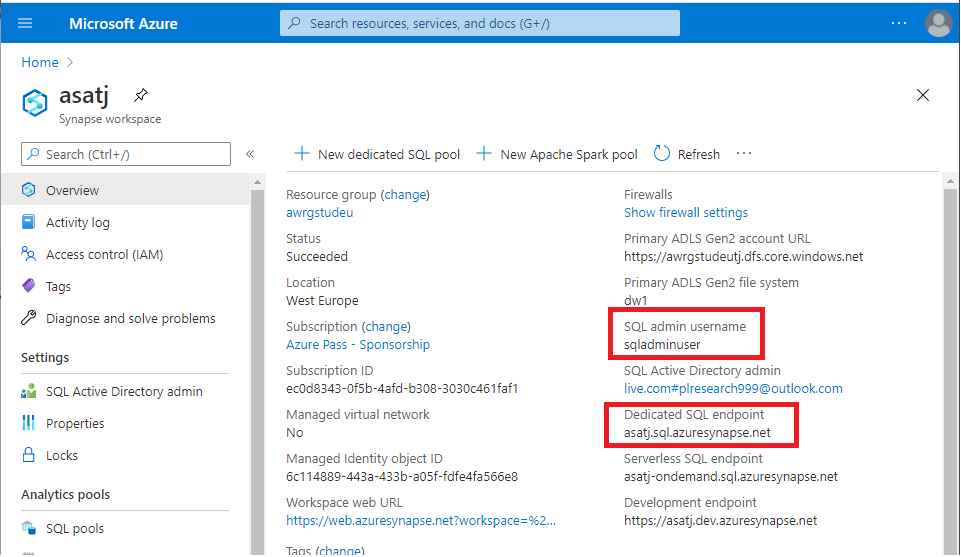 Microsoft Azure
Search resources, services, and docs (G+/)
...
Home >
asatj
Synapse workspace
Search (Ctrl+/)
«
Overview
Activity log
Access control (IAM)
Tags
Diagnose and solve problems
Settings
SQL Active Directory admin
Properties
Locks
Analytics pools
SQL pools
New dedicated SQL pool
New Apache Spark pool
Refresh
...
Resource group (change)
awrgstudeu
Status
Succeeded
Location
West Europe
Subscription (change)
Azure Pass - Sponsorship
Subscription ID
ec0d8343-0f5b-4afd-b308-3030c461faf1
Managed virtual network
No
Managed Identity object ID
6c114889-443a-433b-a05f-fdfe4fa566e8
Workspace web URL
https://web.azuresynapse.net?workspace=%2...
Tags (change)
Firewalls
Show firewall settings
Primary ADLS Gen2 account URL
https://awrgstudeutj.dfs.core.windows.net
Primary ADLS Gen2 file system
dw1
SQL admin username
sqladminuser
SQL Active Directory admin
live.com#plresearch999@outlook.com
Dedicated SQL endpoint
asatj.sql.azuresynapse.net
Serverless SQL endpoint
asatj-ondemand.sql.azuresynapse.net
Development endpoint
https://asatj.dev.azuresynapse.net